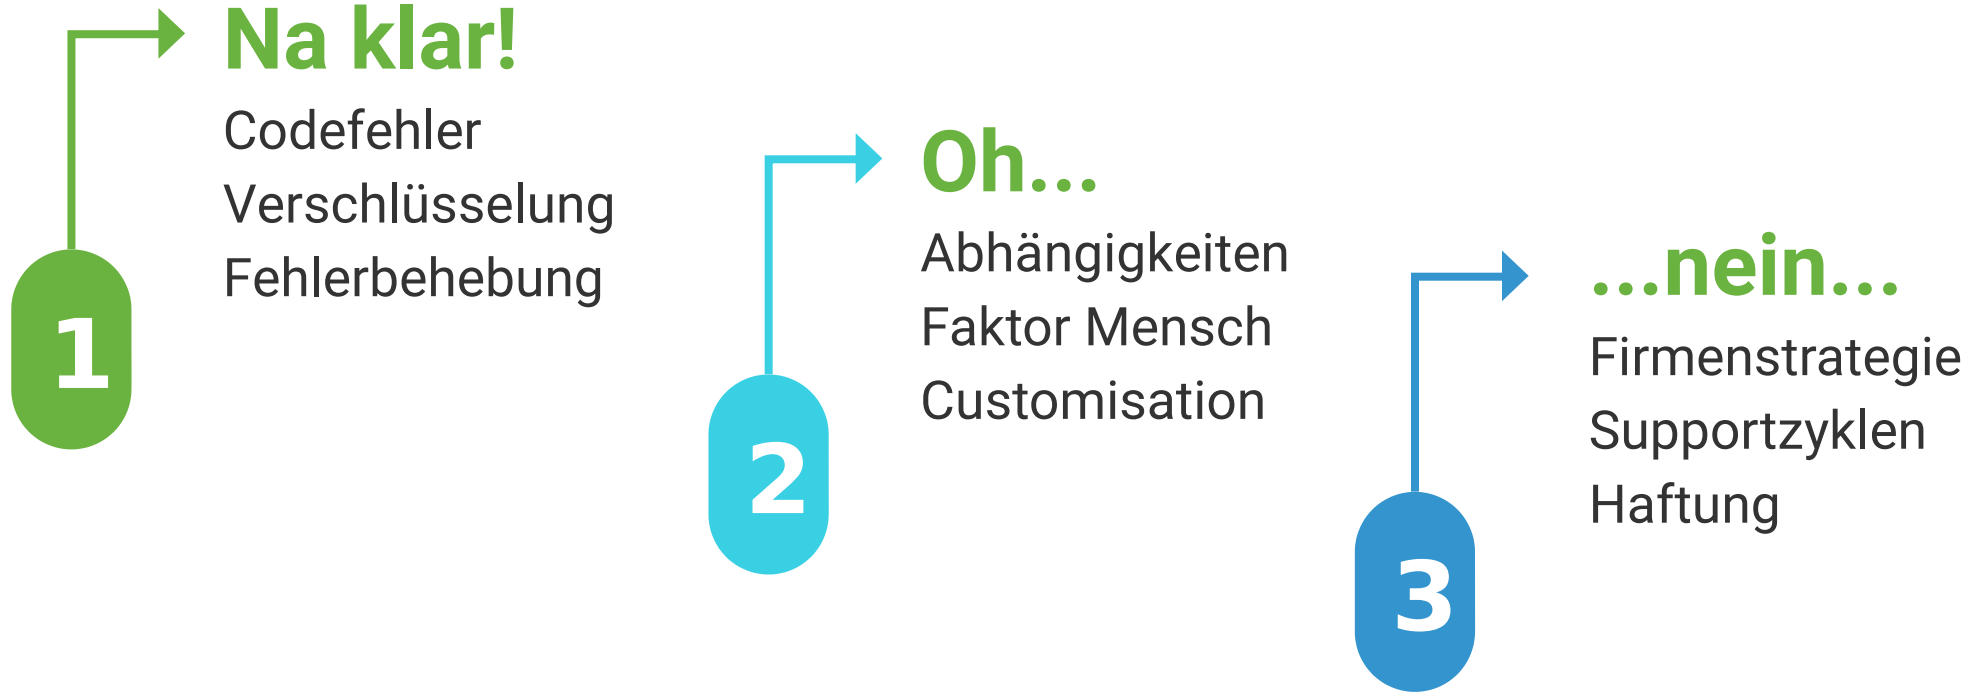 1
Na klar!
Codefehler
Verschlüsselung
Fehlerbehebung
2
Oh...
Abhängigkeiten
Faktor Mensch
Customisation
3
...nein...
Firmenstrategie
Supportzyklen
Haftung